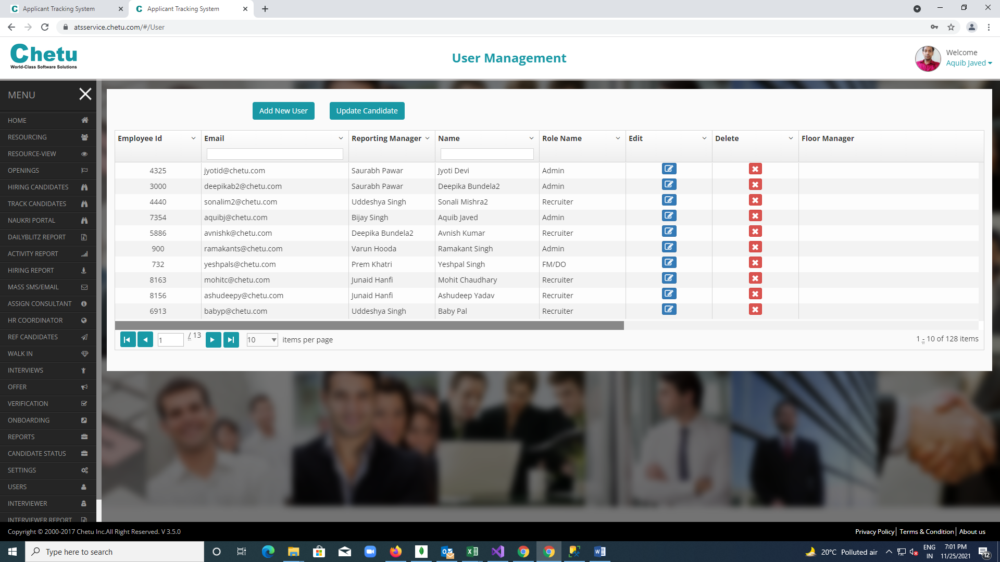 Applicant Tracking System
Applicant Tracking System
atsservice.chetu.com/#/User
Chetu
World-Class Software Solutions
User Management
Welcome
Aquib Javed
MENU
HOME
RESOURCING
RESOURCE-VIEW
OPENINGS
HIRING CANDIDATES
TRACK CANDIDATES
NAUKRI PORTAL
DAILYBLITZ REPORT
ACTIVITY REPORT
HIRING REPORT
MASS SMS/EMAIL
ASSIGN CONSULTANT
HR COORDINATOR
REF CANDIDATES
WALK IN
INTERVIEWS
OFFER
VERIFICATION
ONBOARDING
REPORTS
CANDIDATE STATUS
SETTINGS
USERS
INTERVIEWER
INTERVIEWER REPORT
Add New User Update Candidate
Employee Id Email Reporting Manager Name Role Name Edit Delete Floor Manager
4325 jyotid@chetu.com Saurabh Pawar Jyoti Devi Admin
3000 deepikab2@chetu.com Saurabh Pawar Deepika Bundela2 Admin
4440 sonalim2@chetu.com Uddeshya Singh Sonali Mishra2 Recruiter
7354 aquibj@chetu.com Bijay Singh Aquib Javed Admin
5886 avnishk@chetu.com Deepika Bundela2 Avnish Kumar Recruiter
900 ramakants@chetu.com Varun Hooda Ramakant Singh Admin
732 yeshpals@chetu.com Prem Khatri Yeshpal Singh FM/DO
8163 mohitc@chetu.com Junaid Hanfi Mohit Chaudhary Recruiter
8156 ashudeepy@chetu.com Junaid Hanfi Ashudeep Yadav Recruiter
6913 babyp@chetu.com Uddeshya Singh Baby Pal Recruiter
1 / 13 10 items per page 1 - 10 of 128 items
Copyright © 2000-2017 Chetu Inc.All Right Reserved. V 3.5.0
Privacy Policy Terms & Condition About us
Type here to search
20°C Polluted air
ENG
IN
7:01 PM
11/25/2021
12